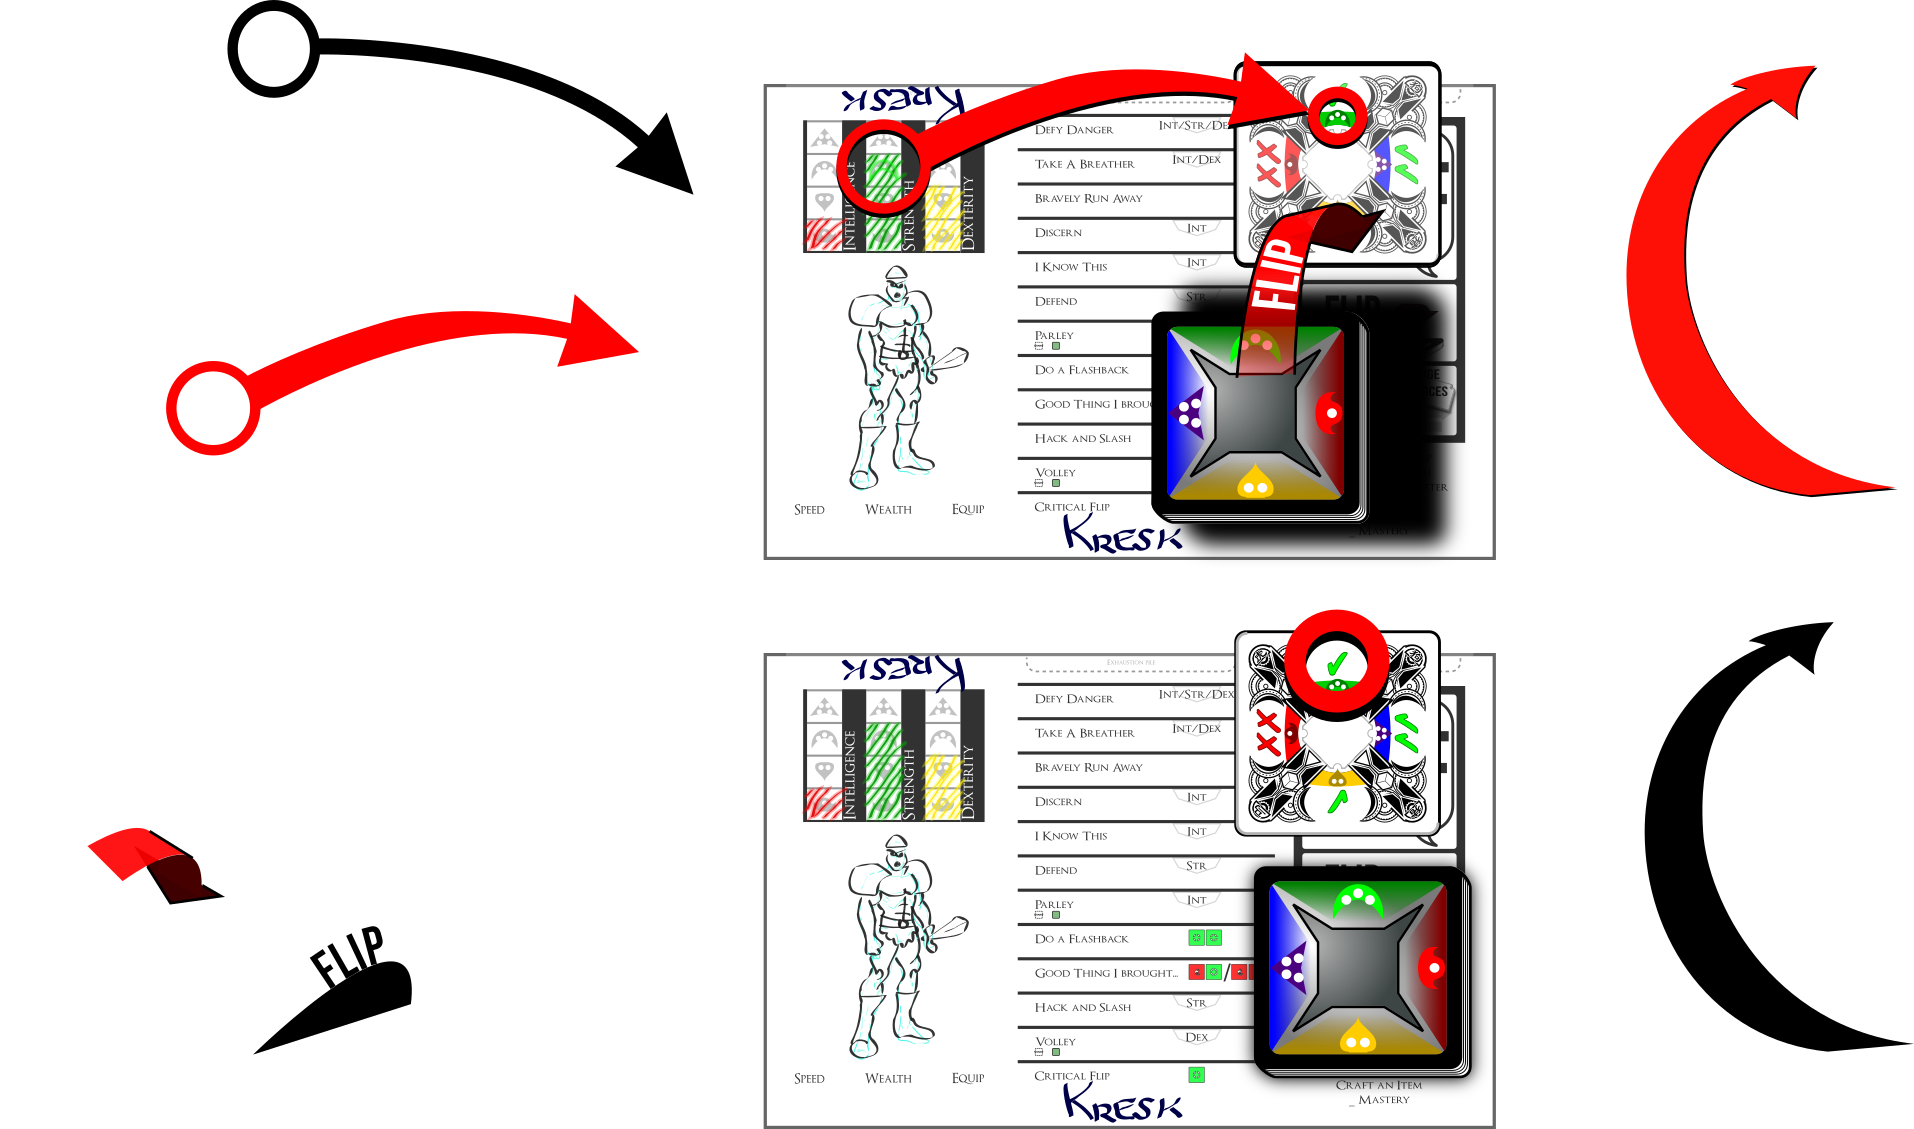 KRESK
INTELLIGENCE
STRENGTH
DEXTERITY
DEFY DANGER INT/STR/DE
TAKE A BREATHER INT/DEX
BRAVELY RUN AWAY
DISCERN INT
I KNOW THIS INT
DEFEND STR
PARLEY
DO A FLASHBACK
GOOD THING I BROU
HACK AND SLASH
VOLLEY
CRITICAL FLIP
SPEED WEALTH EQUIP
KRESK
FLIP
FLIP
_ MASTERY
KRESK
EXHAUSTION PILE
INTELLIGENCE
STRENGTH
DEXTERITY
DEFY DANGER INT/STR/DEX
TAKE A BREATHER INT/DEX
BRAVELY RUN AWAY
DISCERN INT
I KNOW THIS INT
DEFEND STR
PARLEY INT
DO A FLASHBACK
GOOD THING I BROUGHT... /
HACK AND SLASH STR
VOLLEY DEX
CRITICAL FLIP
SPEED WEALTH EQUIP
KRESK
CRAFT AN ITEM
_ MASTERY
FLIP